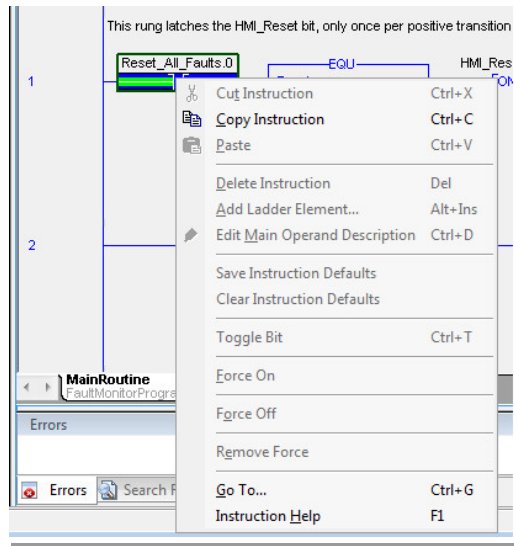 This rung latches the HMI_Reset bit, only once per positive transition
Reset_All_Faults.0
EQU
1
Cut Instruction Ctrl+X
Copy Instruction Ctrl+C
Paste Ctrl+V
Delete Instruction Del
Add Ladder Element... Alt+Ins
Edit Main Operand Description Ctrl+D
2
Save Instruction Defaults
Clear Instruction Defaults
Toggle Bit Ctrl+T
Force On
MainRoutine
Force Off
Errors
Remove Force
Errors Search
Go To... Ctrl+G
Instruction Help F1